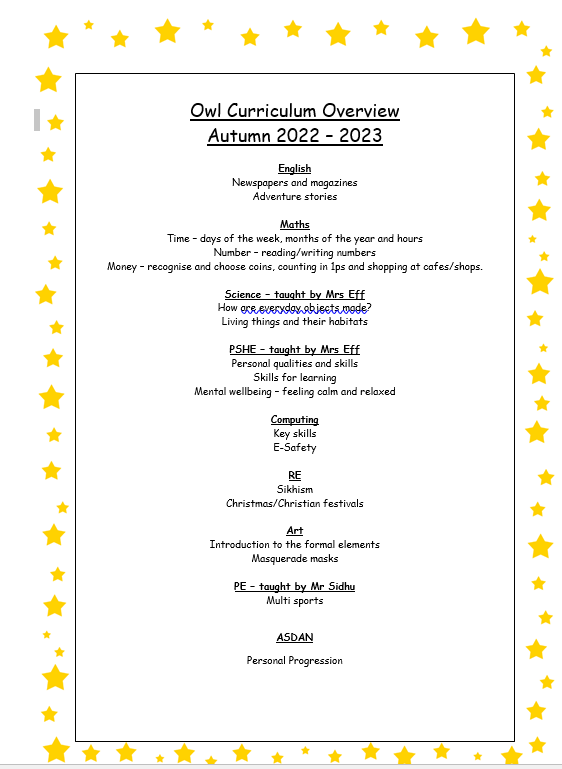 Owl Curriculum Overview
Autumn 2022 – 2023
English
Newspapers and magazines
Adventure stories
Maths
Time – days of the week, months of the year and hours
Number – reading/writing numbers
Money – recognise and choose coins, counting in 1ps and shopping at cafes/shops.
Science – taught by Mrs Eff
How are everyday objects made?
Living things and their habitats
PSHE – taught by Mrs Eff
Personal qualities and skills
Skills for learning
Mental wellbeing – feeling calm and relaxed
Computing
Key skills
E-Safety
RE
Sikhism
Christmas/Christian festivals
Art
Introduction to the formal elements
Masquerade masks
PE – taught by Mr Sidhu
Multi sports
ASDAN
Personal Progression